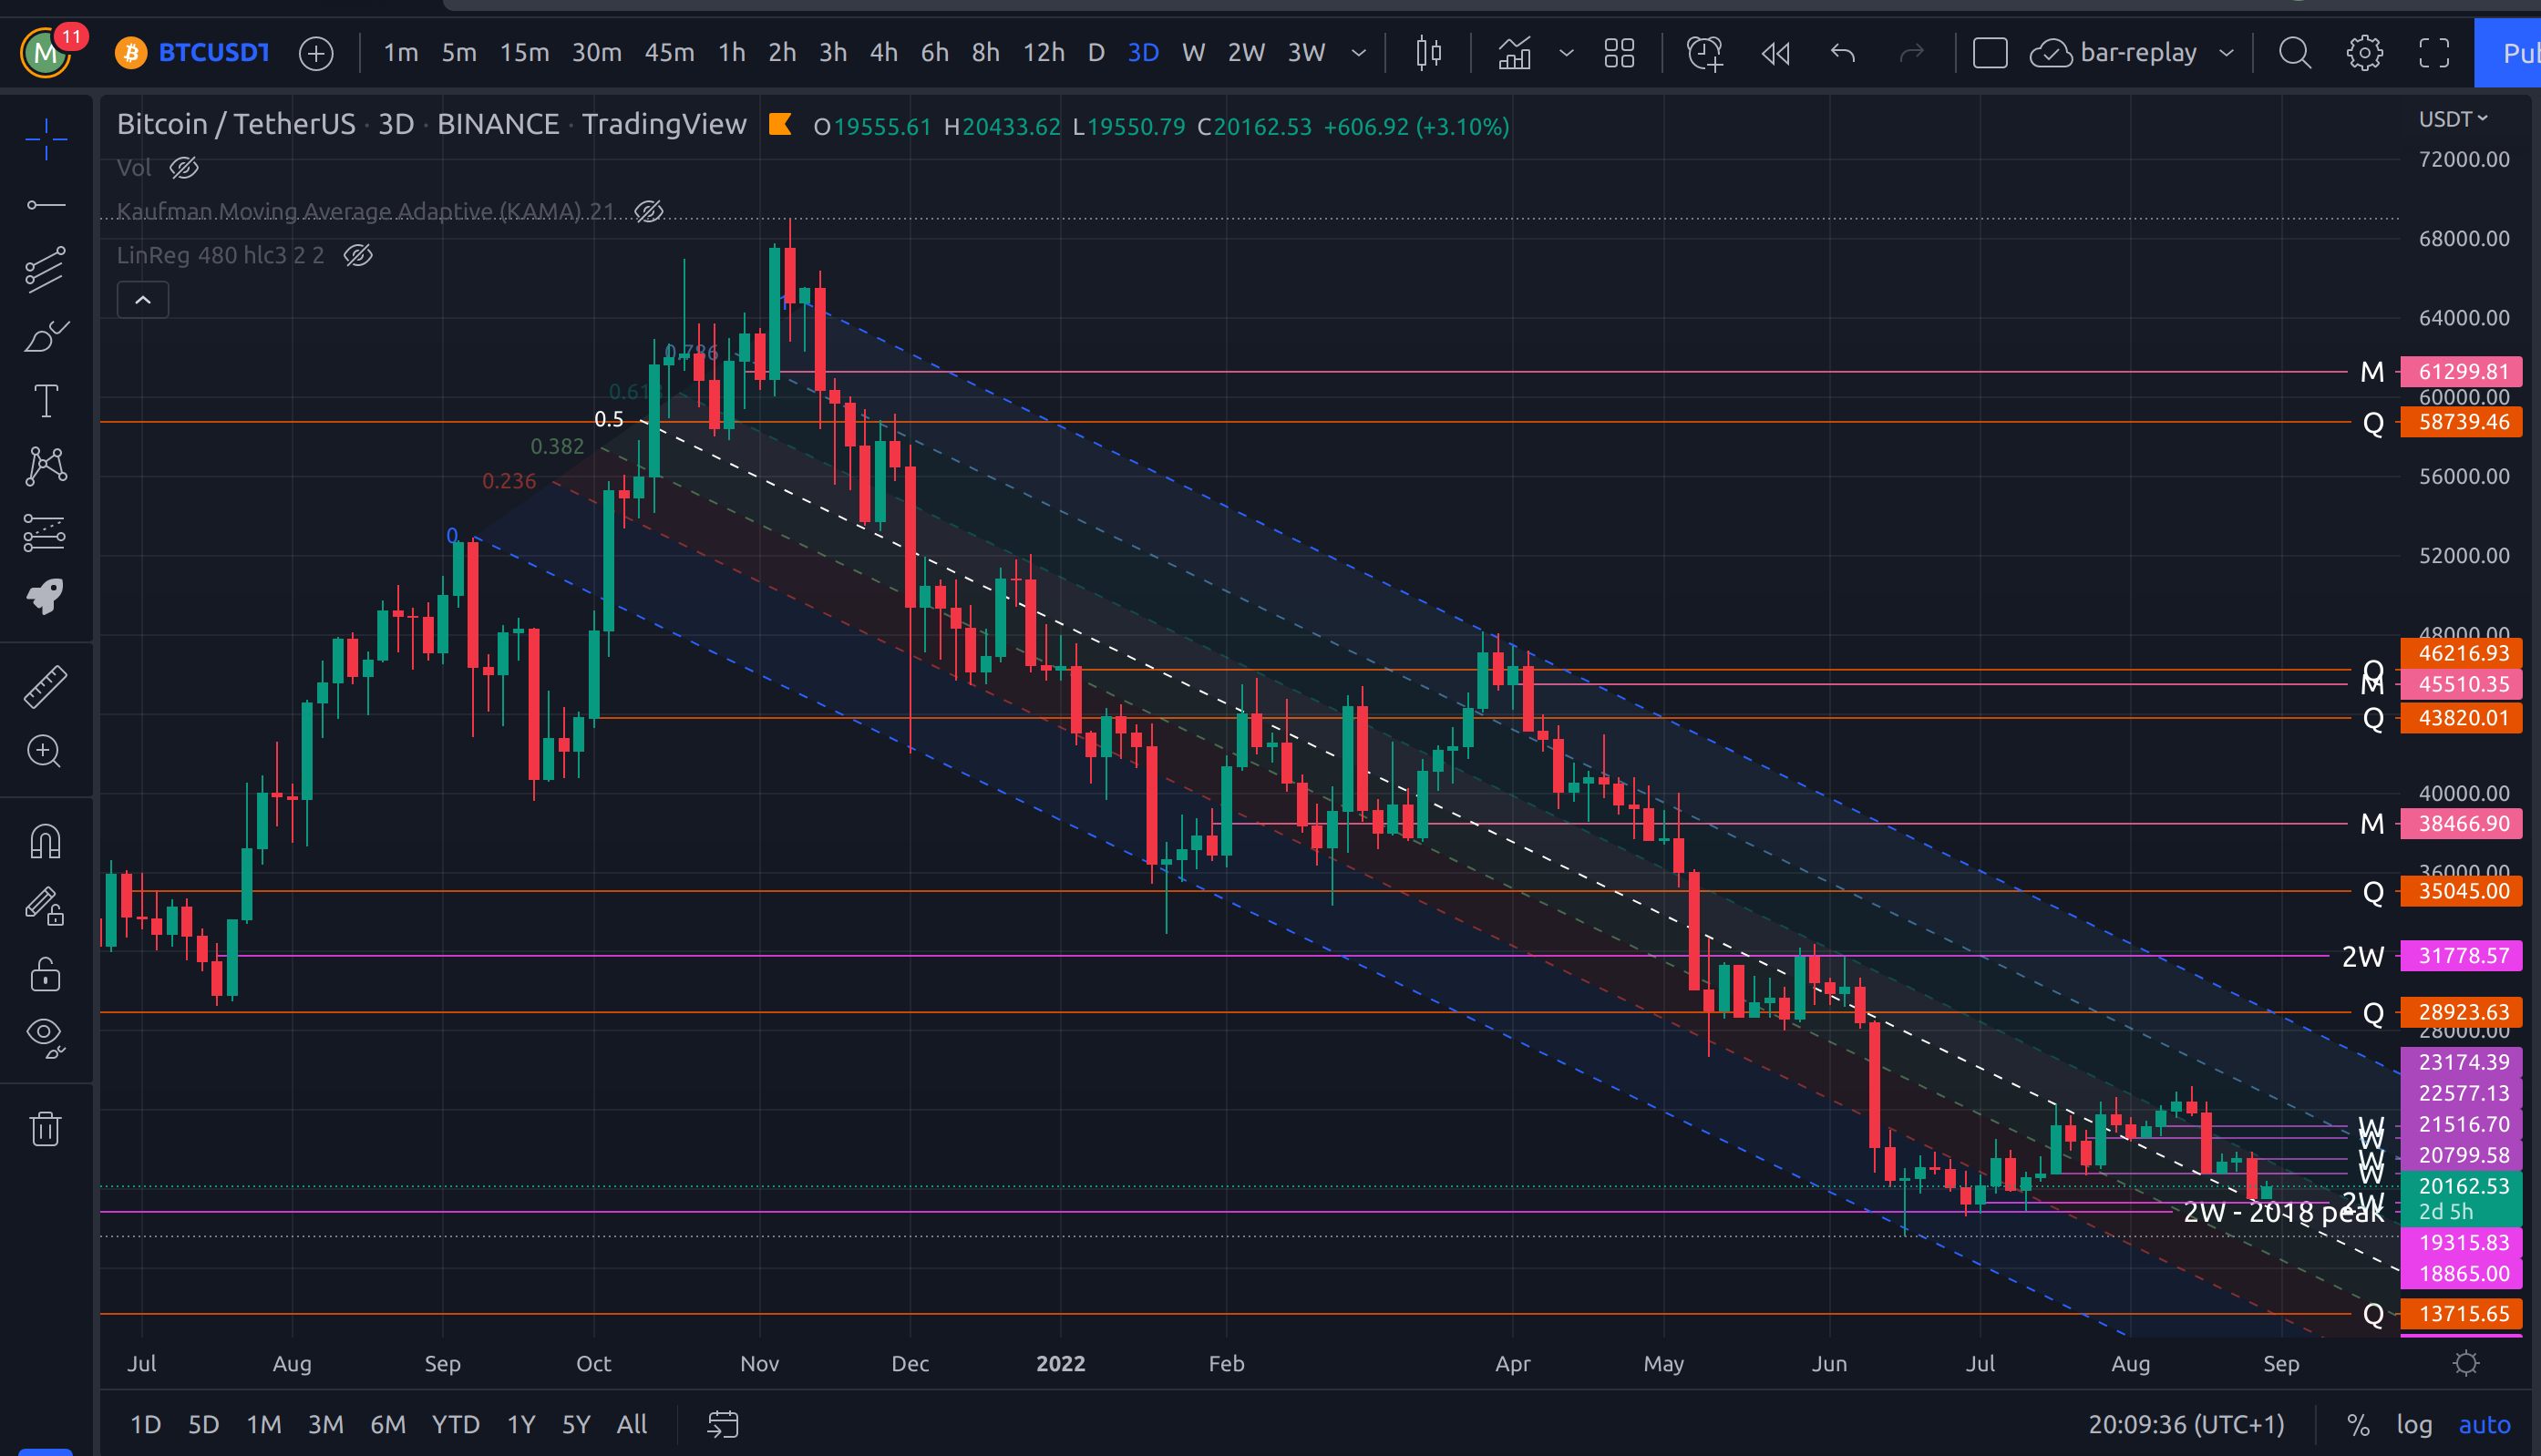 M 11 BTCUSDT 1m 5m 15m 30m 45m 1h 2h 3h 4h 6h 8h 12h D 3D W 2W 3W bar-replay Pub
Bitcoin / TetherUS · 3D · BINANCE · TradingView O19555.61 H20433.62 L19550.79 C20162.53 +606.92 (+3.10%)
USDT
Vol
72000.00
Kaufman Moving Average Adaptive (KAMA) 21
68000.00
LinReg 480 hlc3 2 2
64000.00
0.786
M 61299.81
0.618
60000.00
0.5
Q 58739.46
0.382
56000.00
0.236
0
52000.00
48000.00
46216.93
Q
M 45510.35
Q 43820.01
40000.00
M 38466.90
36000.00
Q 35045.00
2W 31778.57
Q 28923.63
28000.00
23174.39
22577.13
W 21516.70
W
W 20799.58
W
20162.53
2W
2W - 2018 peak 2d 5h
19315.83
18865.00
Q 13715.65
Jul Aug Sep Oct Nov Dec 2022 Feb Apr May Jun Jul Aug Sep
1D 5D 1M 3M 6M YTD 1Y 5Y All 20:09:36 (UTC+1) % log auto